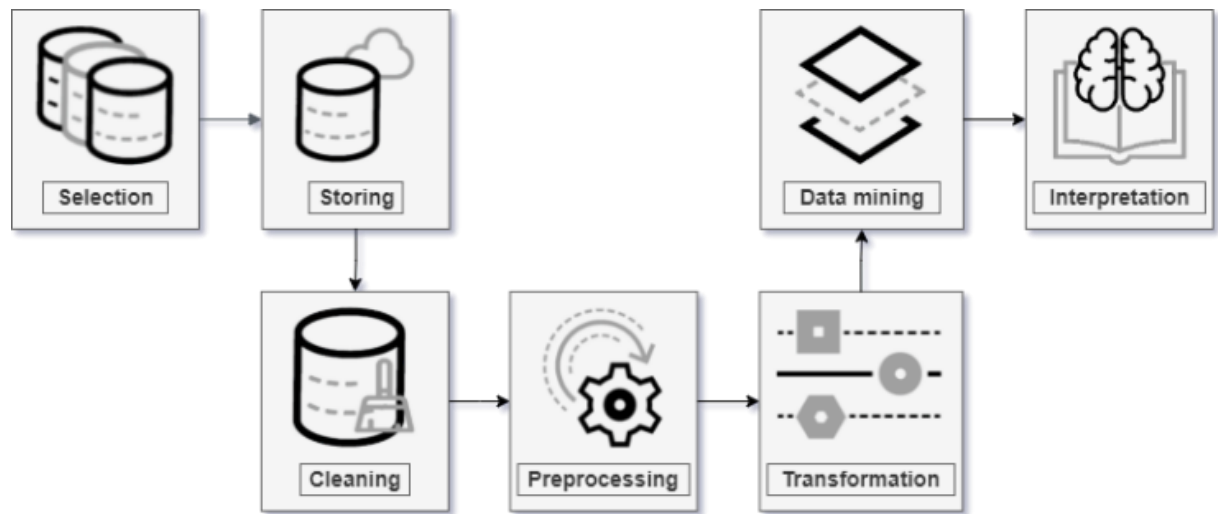 Selection
Storing
Cleaning
Preprocessing
Transformation
Data mining
Interpretation